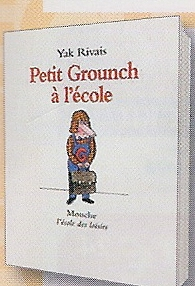 Yak Rivais
Petit Grounch
à l'école
Mouche
l'école des loisirs